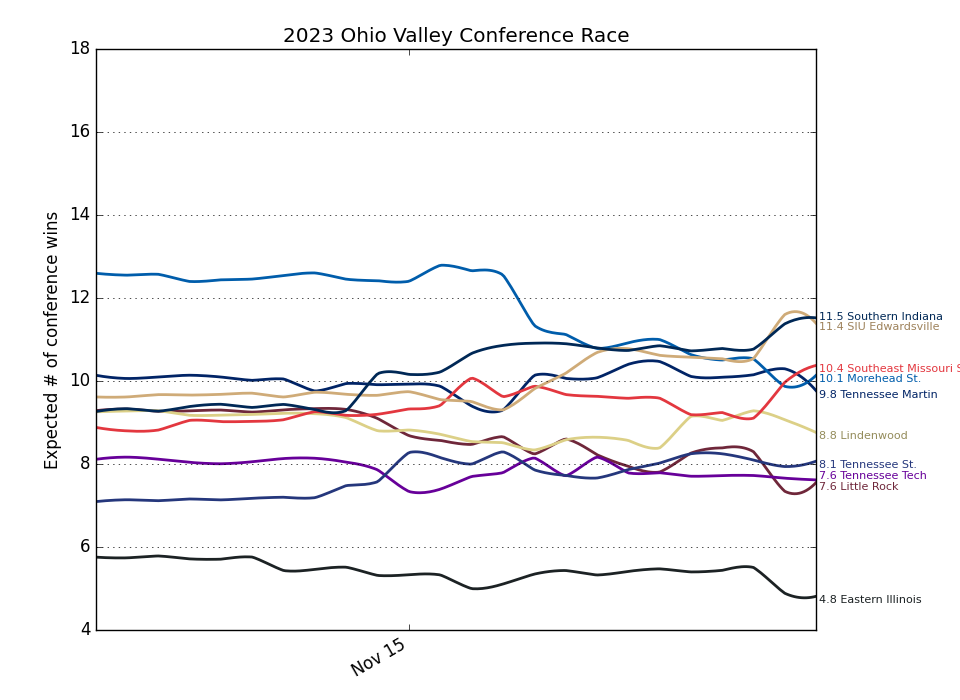 2023 Ohio Valley Conference Race
Expected # of conference wins
18
16
14
12
10
8
6
4
Nov 15
11.5 Southern Indiana
11.4 SIU Edwardsville
10.4 Southeast Missouri S
10.1 Morehead St.
9.8 Tennessee Martin
8.8 Lindenwood
8.1 Tennessee St.
7.6 Tennessee Tech
7.6 Little Rock
4.8 Eastern Illinois